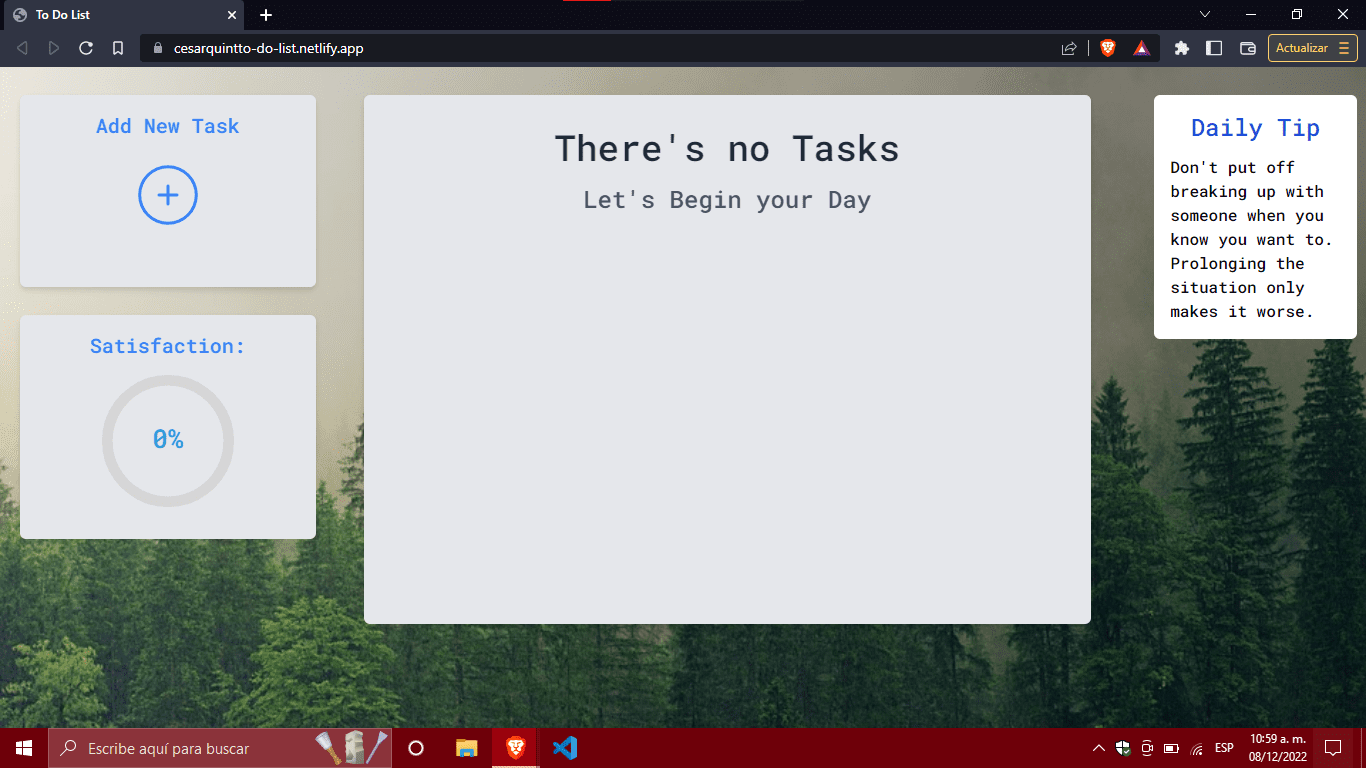 To Do List
cesarquintto-do-list.netlify.app
Actualizar
Add New Task
Satisfaction:
0%
There's no Tasks
Let's Begin your Day
Daily Tip
Don't put off
breaking up with
someone when you
know you want to.
Prolonging the
situation only
makes it worse.
Escribe aquí para buscar
ESP
10:59 a. m.
08/12/2022